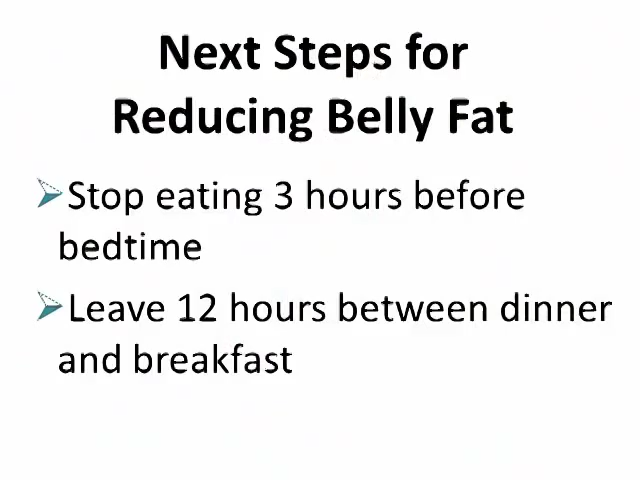 Next Steps for
Reducing Belly Fat
Stop eating 3 hours before
bedtime
Leave 12 hours between dinner
and breakfast